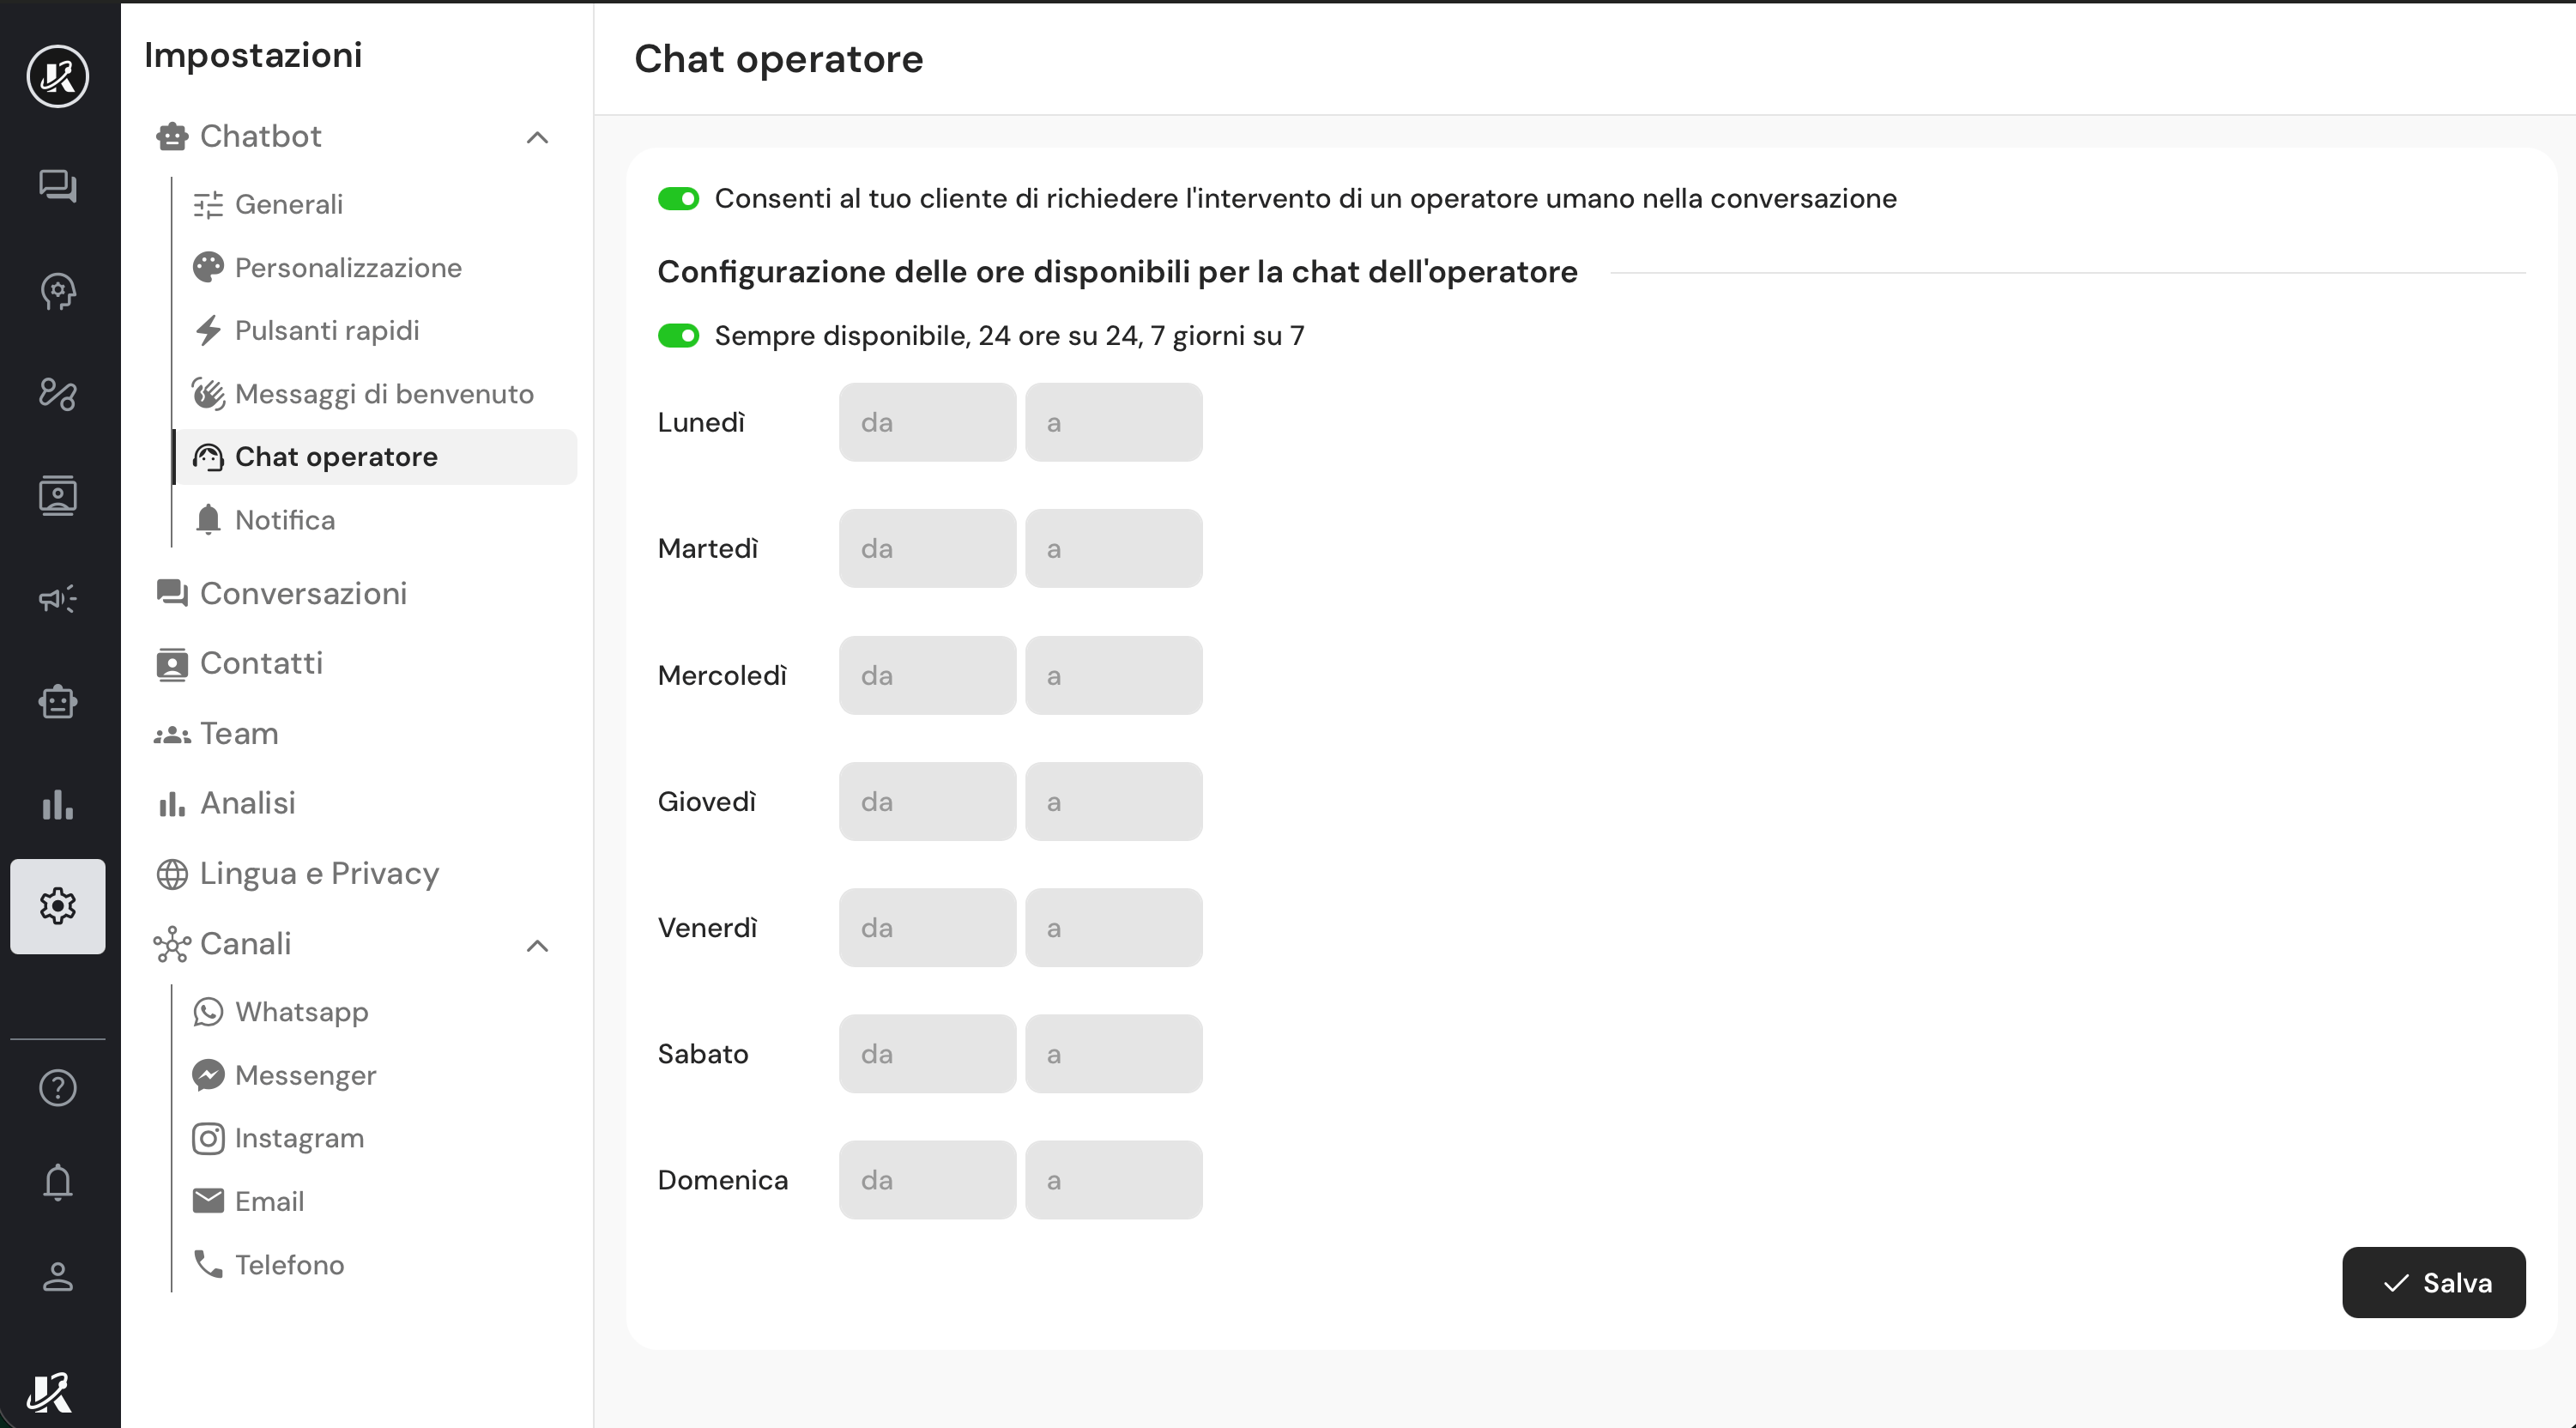 Impostazioni
Chatbot
Generali
Personalizzazione
Pulsanti rapidi
Messaggi di benvenuto
Chat operatore
Notifica
Conversazioni
Contatti
Team
Analisi
Lingua e Privacy
Canali
Whatsapp
Messenger
Instagram
Email
Telefono
Chat operatore
Consenti al tuo cliente di richiedere l'intervento di un operatore umano nella conversazione
Configurazione delle ore disponibili per la chat dell'operatore
Sempre disponibile, 24 ore su 24, 7 giorni su 7
Lunedì da a
Martedì da a
Mercoledì da a
Giovedì da a
Venerdì da a
Sabato da a
Domenica da a
Salva